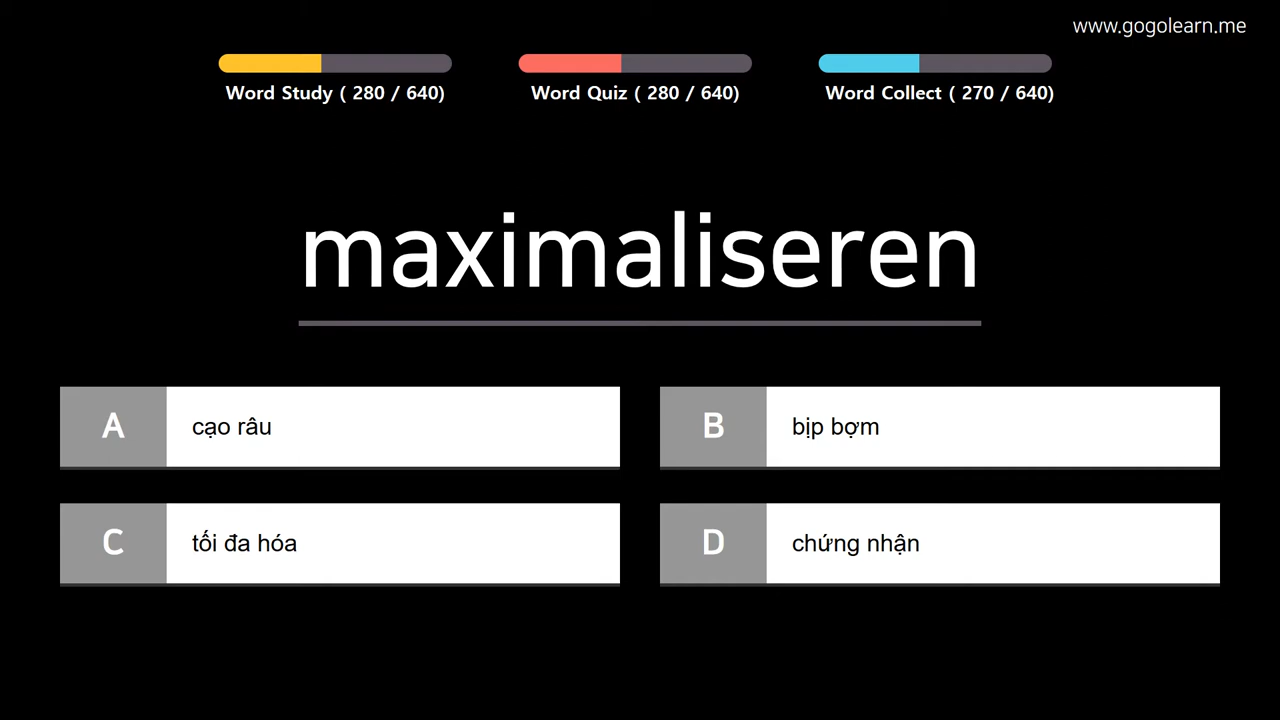 www.gogolearn.me
Word Study ( 280 / 640)
Word Quiz ( 280 / 640)
Word Collect ( 270 / 640)
maximaliseren
A
cạo râu
B
bịp bợm
C
tối đa hóa
D
chứng nhận